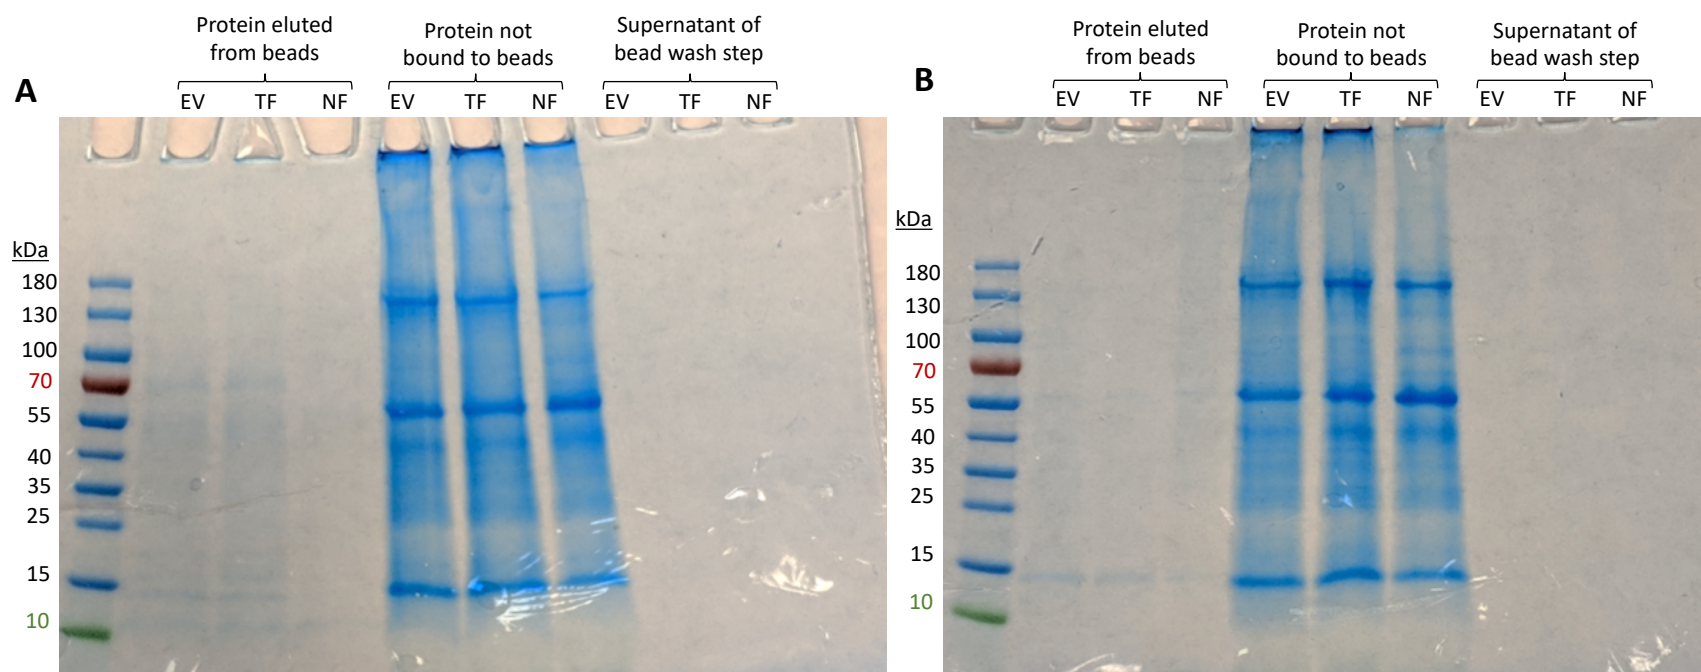 A
Protein eluted
from beads
Protein not
bound to beads
Supernatant of
bead wash step
EV TF NF EV TF NF EV TF NF
kDa
180
130
100
70
55
40
35
25
15
10
B
Protein eluted
from beads
Protein not
bound to beads
Supernatant of
bead wash step
EV TF NF EV TF NF EV TF NF
kDa
180
130
100
70
55
40
35
25
15
10